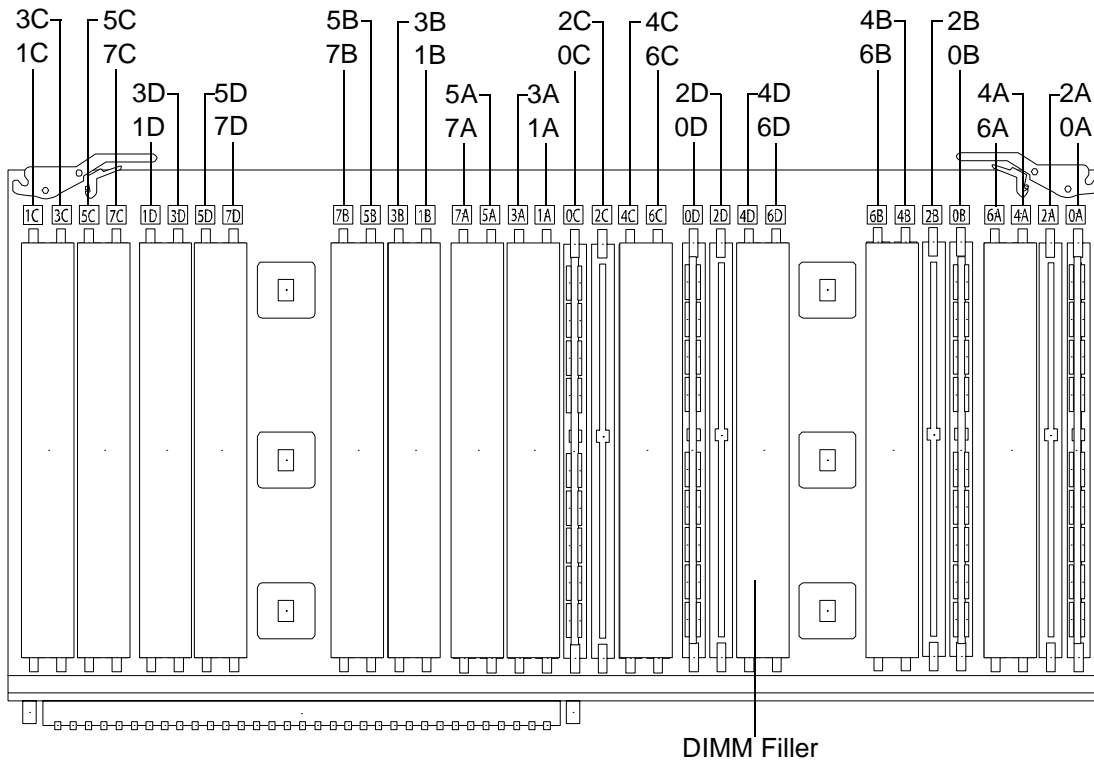 3C 5C 5B 3B 2C 4C 4B 2B
1C 7C 7B 1B 0C 6C 6B 0B
3D 5D 5A 3A 2D 4D 4A 2A
1D 7D 7A 1A 0D 6D 6A 0A
1C 3C 5C 7C 1D 3D 5D 7D 7B 5B 3B 1B 7A 5A 3A 1A 0C 2C 4C 6C 0D 2D 4D 6D 6B 4B 2B 0B 6A 4A 2A 0A
DIMM Filler